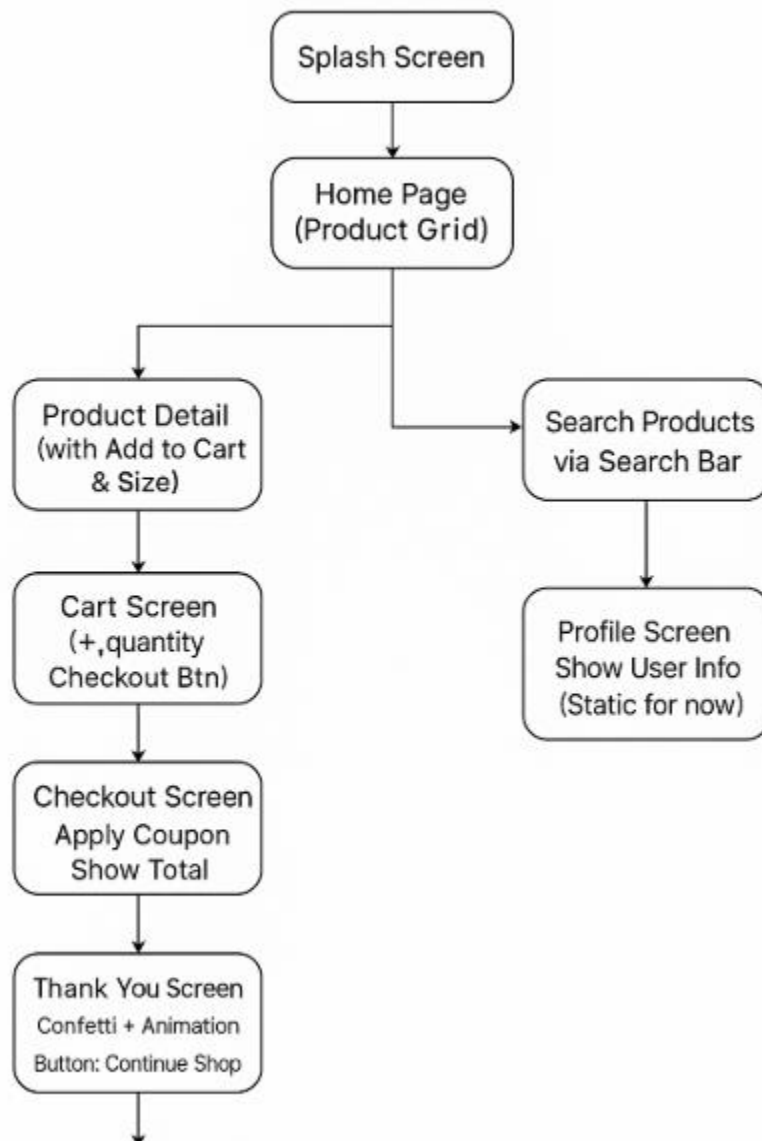 Splash Screen
Home Page
(Product Grid)
Product Detail
(with Add to Cart
& Size)
Search Products
via Search Bar
Cart Screen
(+,quantity
Checkout Btn)
Profile Screen
Show User Info
(Static for now)
Checkout Screen
Apply Coupon
Show Total
Thank You Screen
Confetti + Animation
Button: Continue Shop